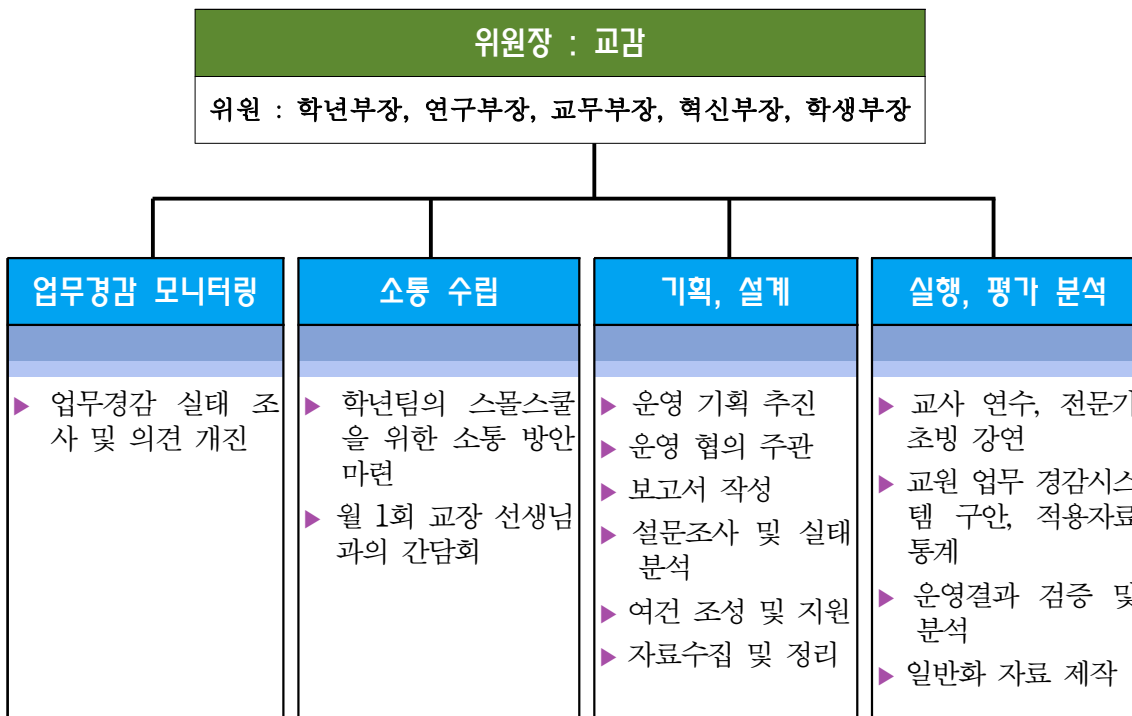 위원장 : 교감
위원 : 학년부장, 연구부장, 교무부장, 혁신부장, 학생부장
업무경감 모니터링
▶ 업무경감 실태 조
사 및 의견 개진
소통 수립
▶ 학년팀의 스몰스쿨
을 위한 소통 방안
마련
▶ 월 1회 교장 선생님
과의 간담회
기획, 설계
▶ 운영 기획 추진
▶ 운영 협의 주관
▶ 보고서 작성
▶ 설문조사 및 실태
분석
▶ 여건 조성 및 지원
▶ 자료수집 및 정리
실행, 평가 분석
▶ 교사 연수, 전문가
초빙 강연
▶ 교원 업무 경감시스
템 구안, 적용자료
통계
▶ 운영결과 검증 및
분석
▶ 일반화 자료 제작